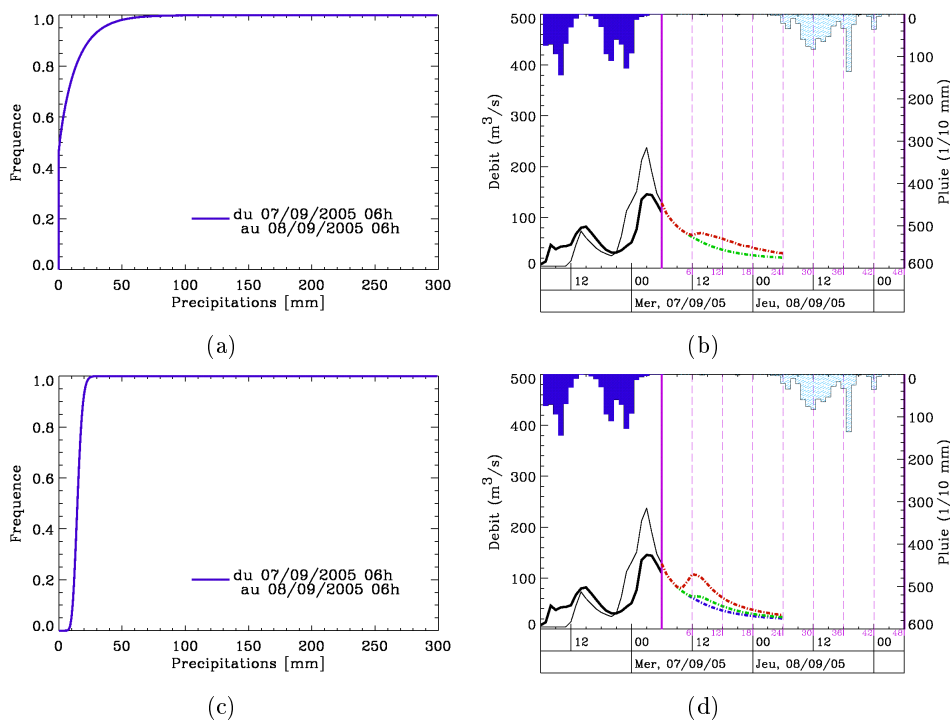 1.0
0.8
0.6
0.4
0.2
0.0
Frequence
du 07/09/2005 06h
au 08/09/2005 06h
0 50 100 150 200 250 300
Precipitations [mm]
(a)
500
400
300
200
100
0
Debit (m³/s)
0
100
200
300
400
500
600
Pluie (1/10 mm)
6 12 18 24 30 36 42 48
12 00 12 00 12 00
Mer, 07/09/05 Jeu, 08/09/05
(b)
1.0
0.8
0.6
0.4
0.2
0.0
Frequence
du 07/09/2005 06h
au 08/09/2005 06h
0 50 100 150 200 250 300
Precipitations [mm]
(c)
500
400
300
200
100
0
Debit (m³/s)
0
100
200
300
400
500
600
Pluie (1/10 mm)
6 12 18 24 30 36 42 48
12 00 12 00 12 00
Mer, 07/09/05 Jeu, 08/09/05
(d)